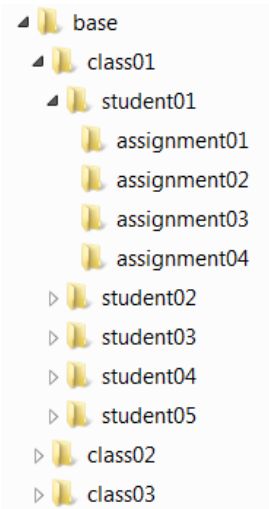 base
class01
student01
assignment01
assignment02
assignment03
assignment04
student02
student03
student04
student05
class02
class03